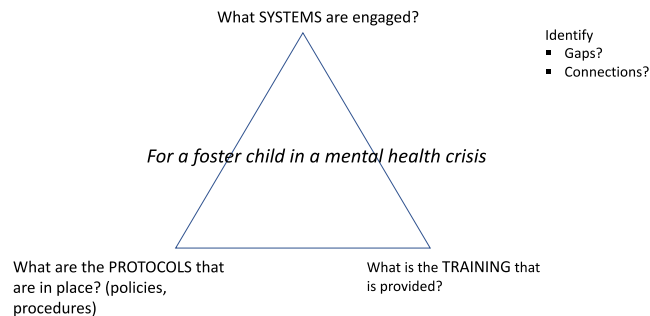 What SYSTEMS are engaged?
Identify
▪ Gaps?
▪ Connections?
For a foster child in a mental health crisis
What are the PROTOCOLS that
are in place? (policies,
procedures)
What is the TRAINING that
is provided?